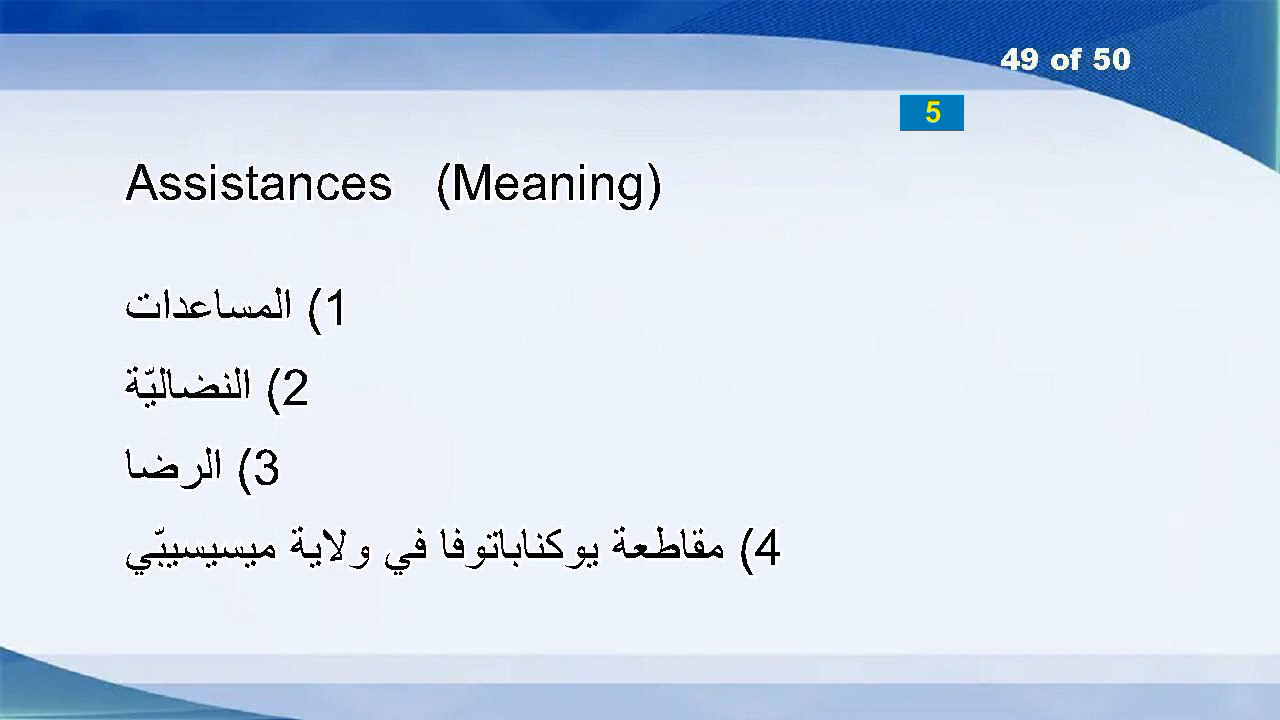 49 of 50
5
Assistances (Meaning)
1) المساعدات
2) النضاليّة
3) الرضا
4) مقاطعة يوكناباتوفا في ولاية ميسيسيبّي